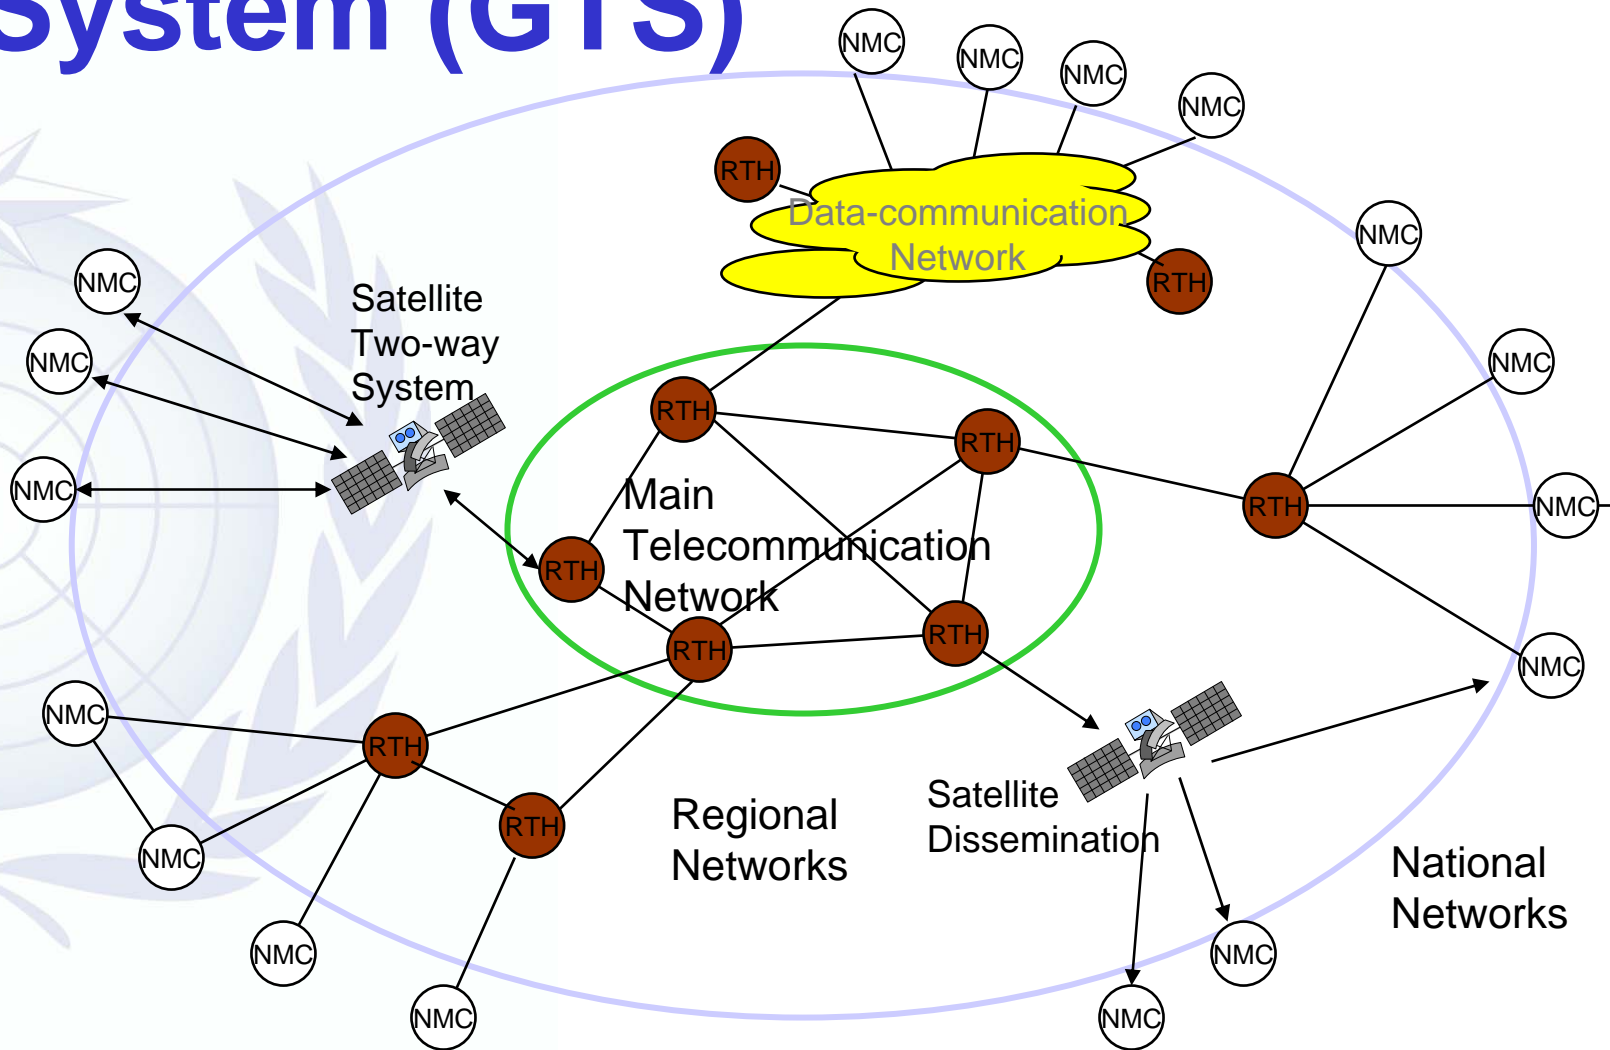 System (GTS)
NMC
NMC
NMC
NMC
RTH
Data-communication
Network
RTH
NMC
NMC
NMC
NMC
Satellite
Two-way
System
NMC
NMC
RTH
RTH
Main
Telecommunication
Network
RTH
RTH
RTH
RTH
NMC
NMC
NMC
RTH
RTH
NMC
NMC
NMC
Regional
Networks
Satellite
Dissemination
National
Networks
NMC
NMC